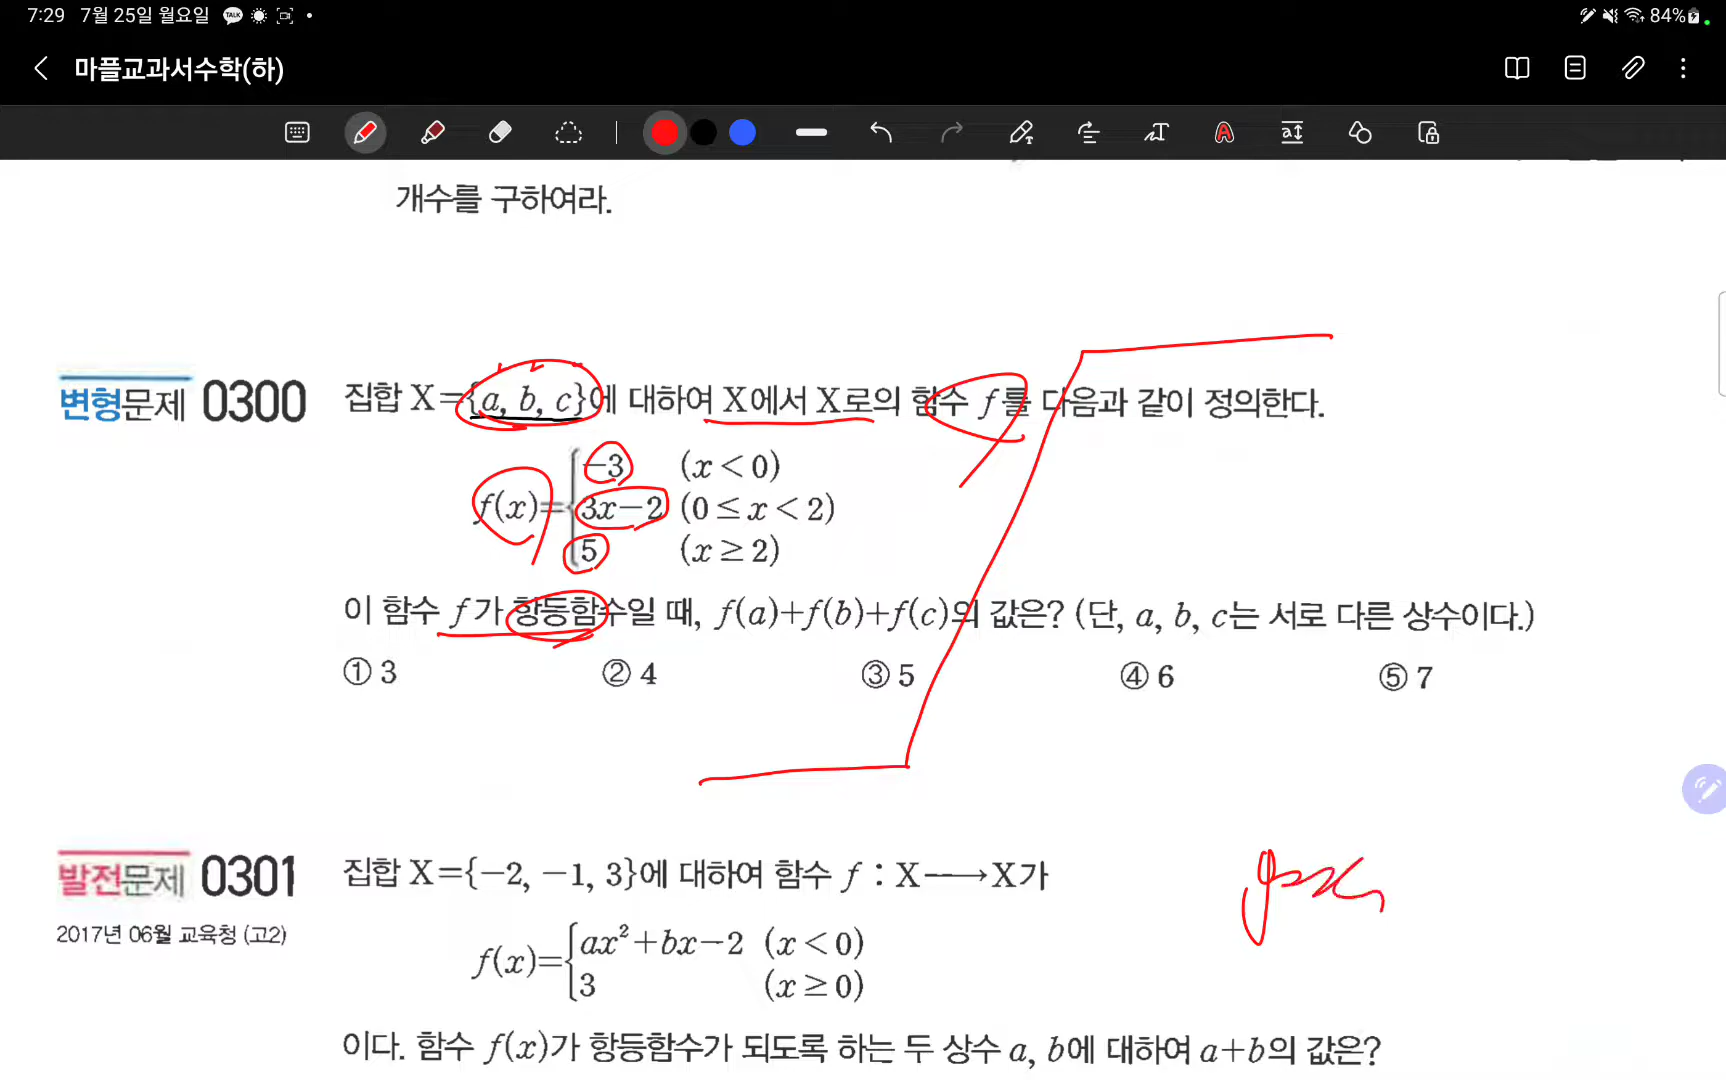 7:29 7월 25일 월요일 TALK 84%
마플교과서수학(하)
개수를 구하여라.
변형문제 0300 집합 X={a, b, c}에 대하여 X에서 X로의 함수 f를 다음과 같이 정의한다.
f(x)={−3 (x<0)
3x−2 (0≤x<2)
5 (x≥2)
이 함수 f가 항등함수일 때, f(a)+f(b)+f(c)의 값은? (단, a, b, c는 서로 다른 상수이다.)
① 3 ② 4 ③ 5 ④ 6 ⑤ 7
발전문제 0301 집합 X={−2, −1, 3}에 대하여 함수 f : X⟶X가
2017년 06월 교육청 (고2)
f(x)={ax²+bx−2 (x<0)
3 (x≥0)
이다. 함수 f(x)가 항등함수가 되도록 하는 두 상수 a, b에 대하여 a+b의 값은?